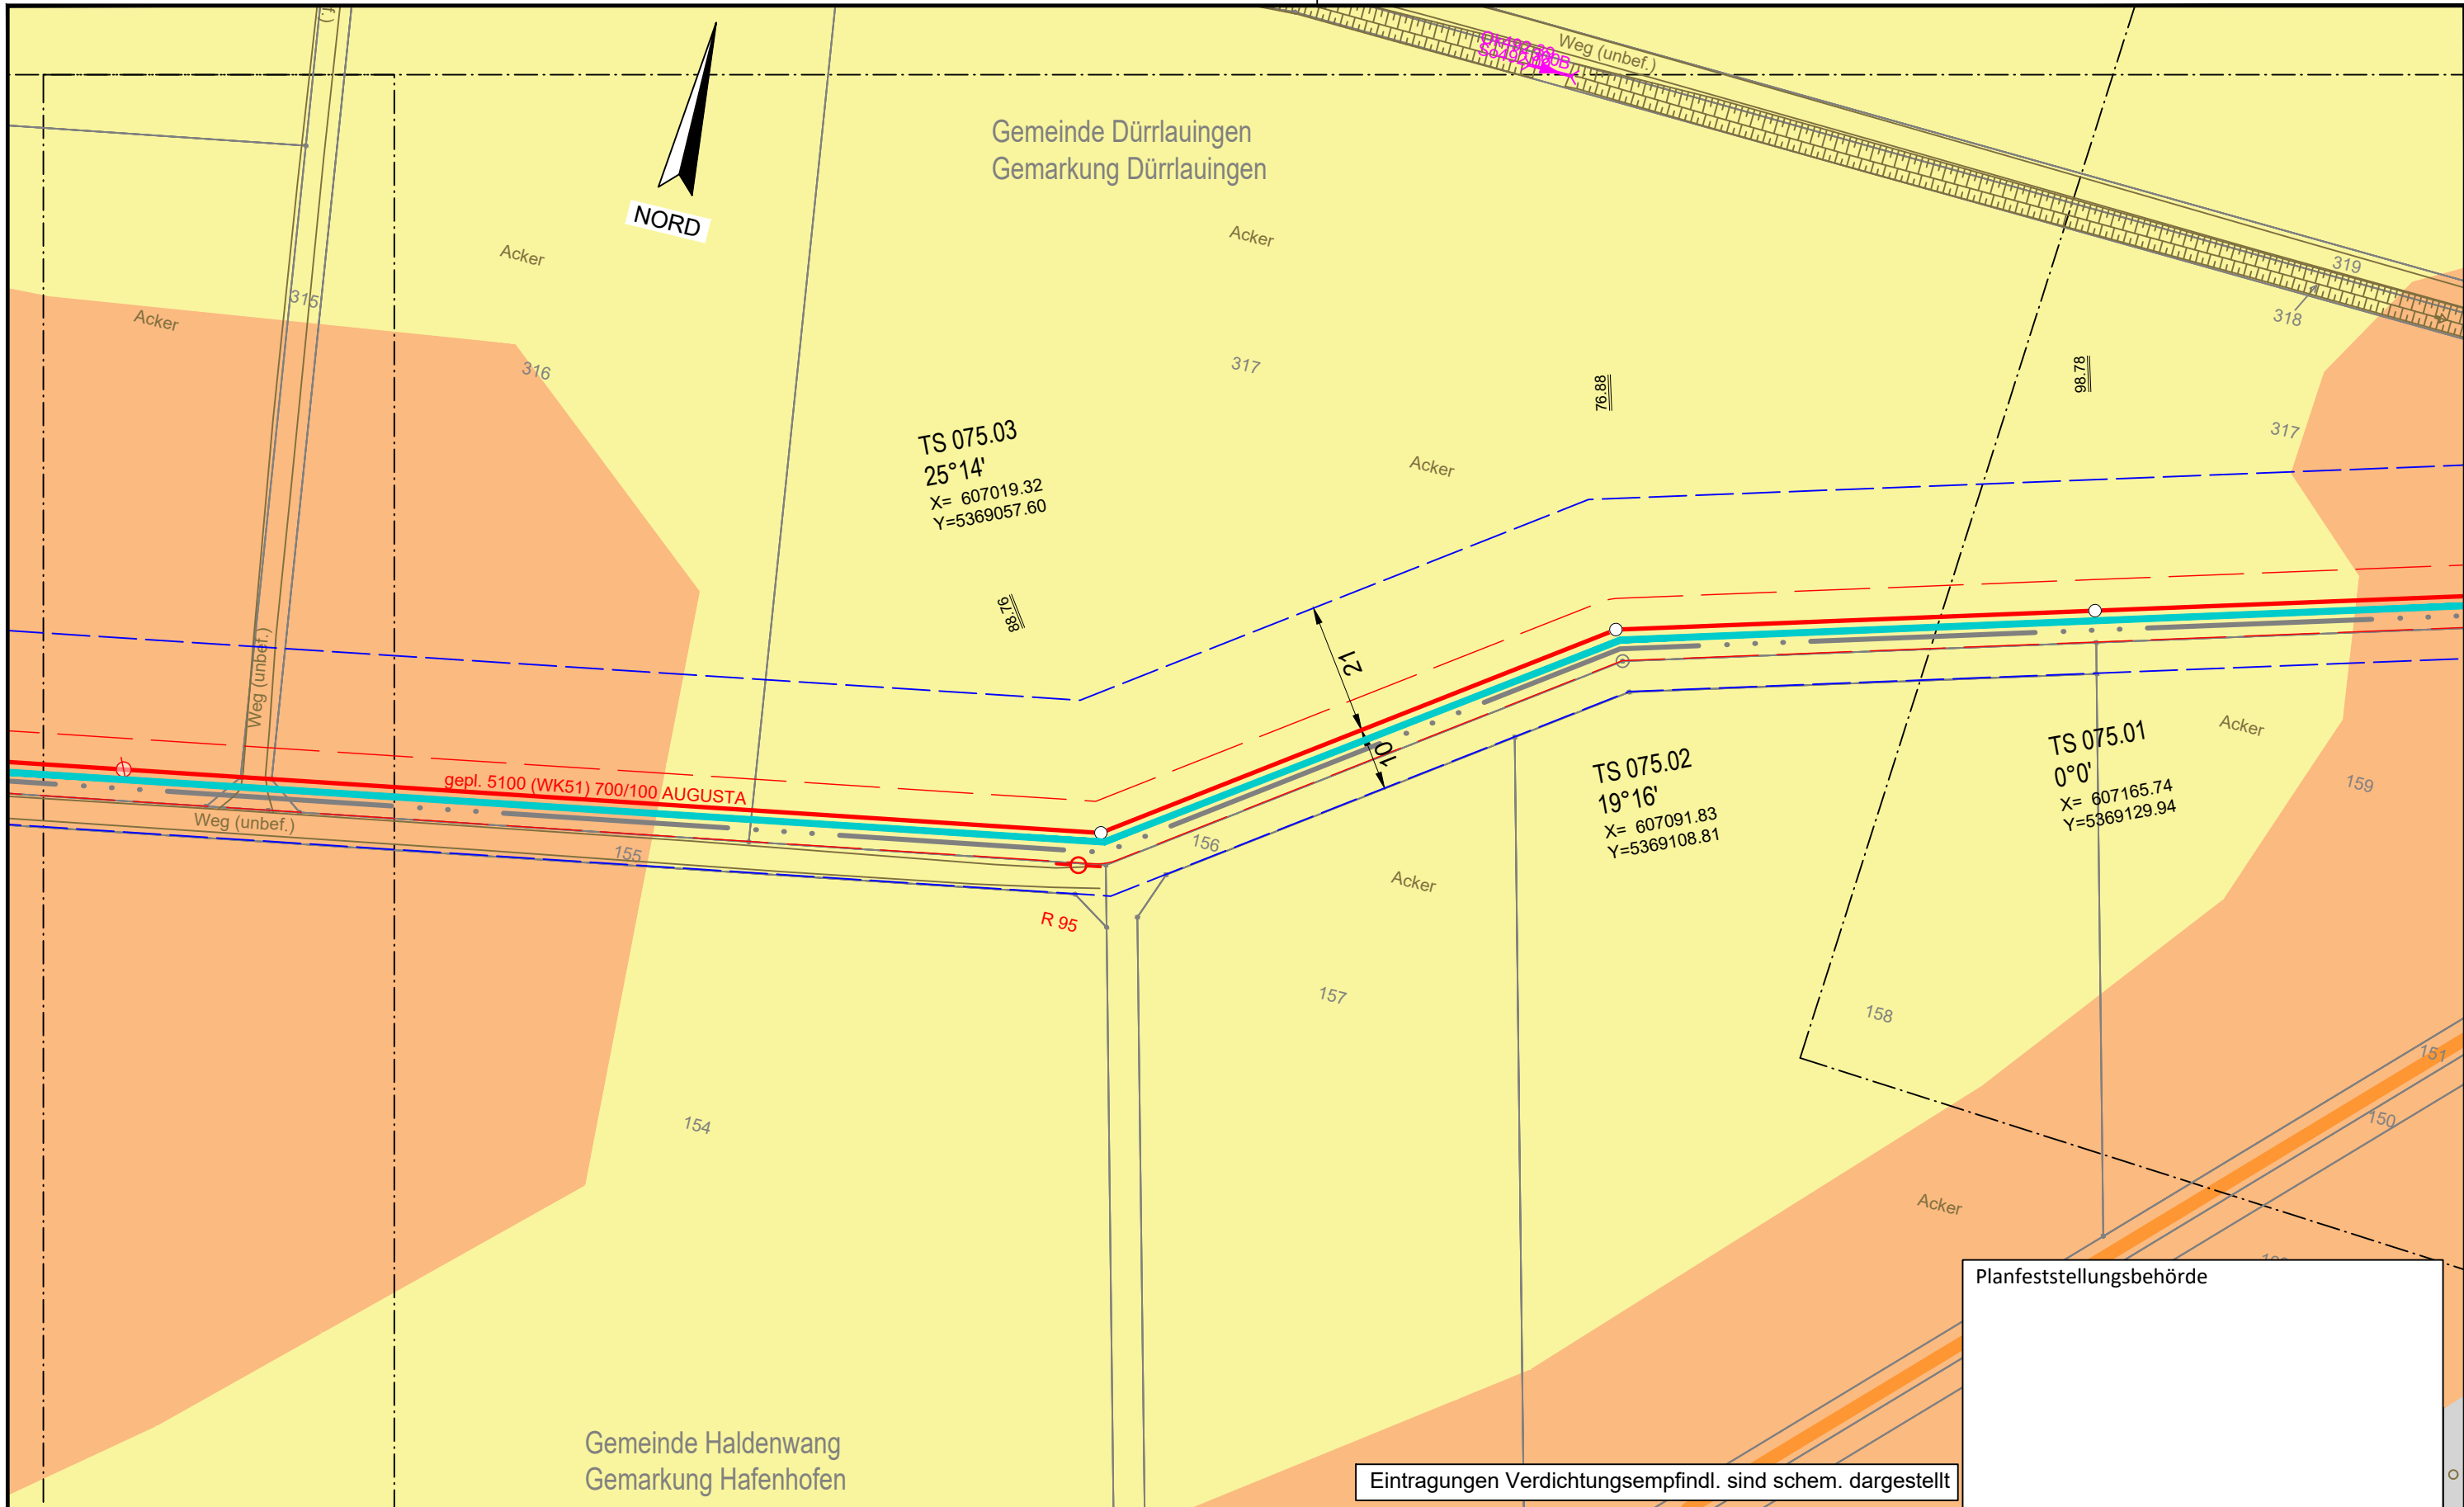 Weg (unbef.)
Gemeinde Dürrlauingen
Gemarkung Dürrlauingen
NORD
Acker
Acker
Acker
315
316
317
319
318
317
76.88
98.78
TS 075.03
25°14'
X= 607019.32
Y=5369057.60
Acker
88.76
21
10
Weg (unbef.)
gepl. 5100 (WK51) 700/100 AUGUSTA
Weg (unbef.)
155
156
R 95
TS 075.02
19°16'
X= 607091.83
Y=5369108.81
TS 075.01
0°0'
X= 607165.74
Y=5369129.94
Acker
159
Acker
157
158
151
150
154
Acker
Planfeststellungsbehörde
Gemeinde Haldenwang
Gemarkung Hafenhofen
Eintragungen Verdichtungsempfindl. sind schem. dargestellt